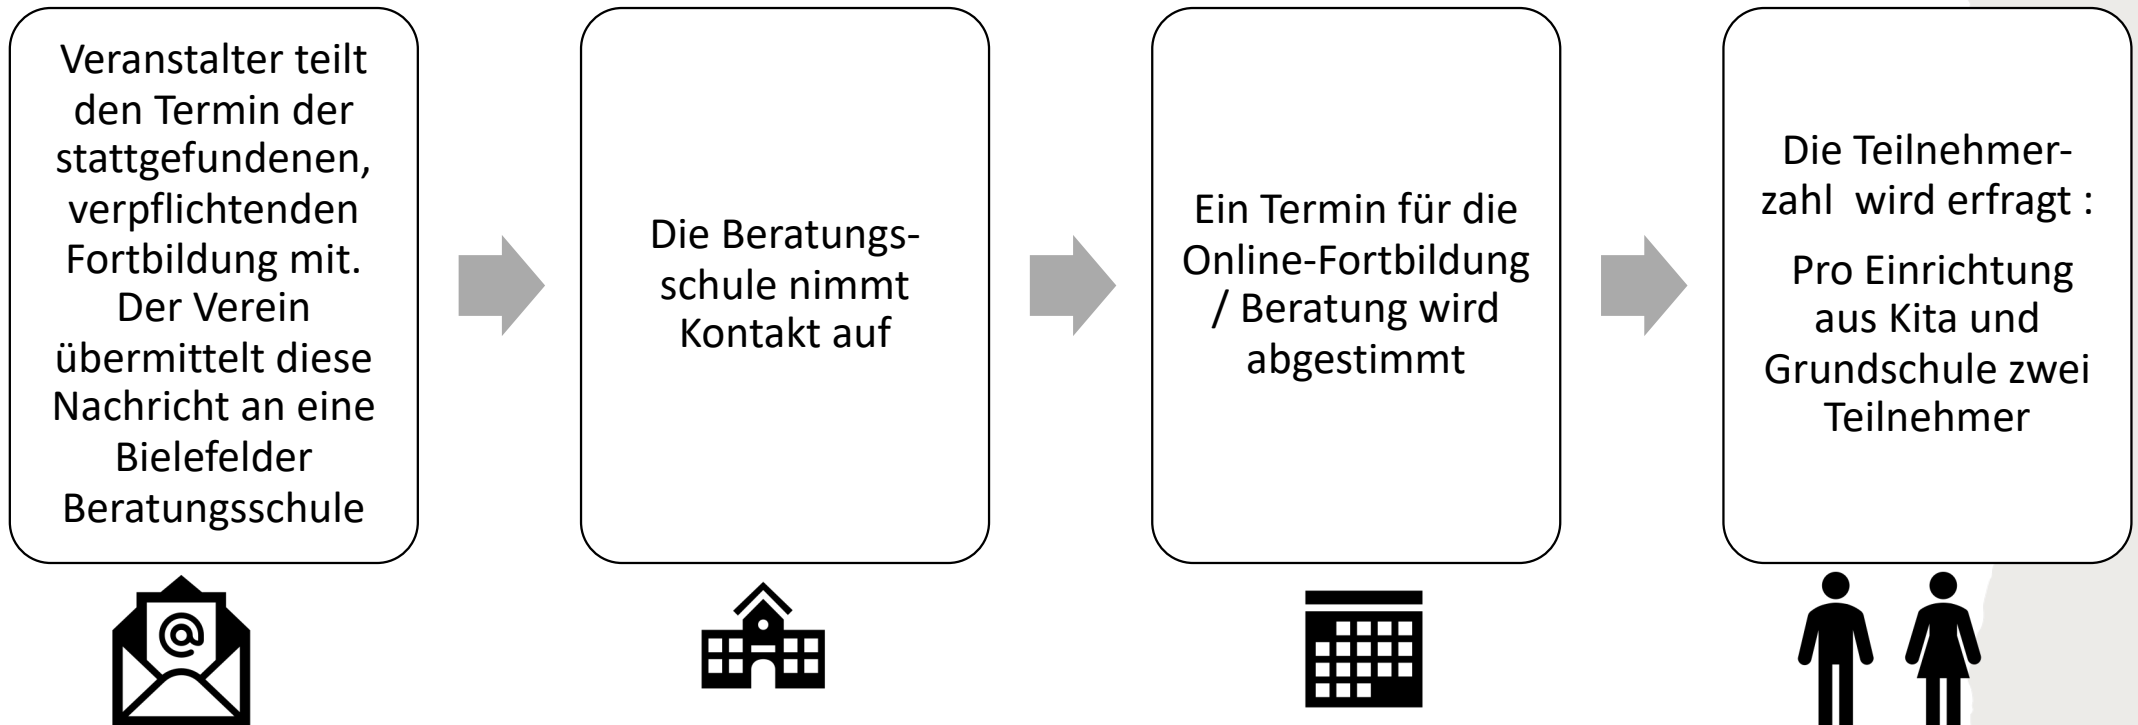 Veranstalter teilt
den Termin der
stattgefundenen,
verpflichtenden
Fortbildung mit.
Der Verein
übermittelt diese
Nachricht an eine
Bielefelder
Beratungsschule
Die Beratungs-
schule nimmt
Kontakt auf
Ein Termin für die
Online-Fortbildung
/ Beratung wird
abgestimmt
Die Teilnehmer-
zahl  wird erfragt :
Pro Einrichtung
aus Kita und
Grundschule zwei
Teilnehmer
@